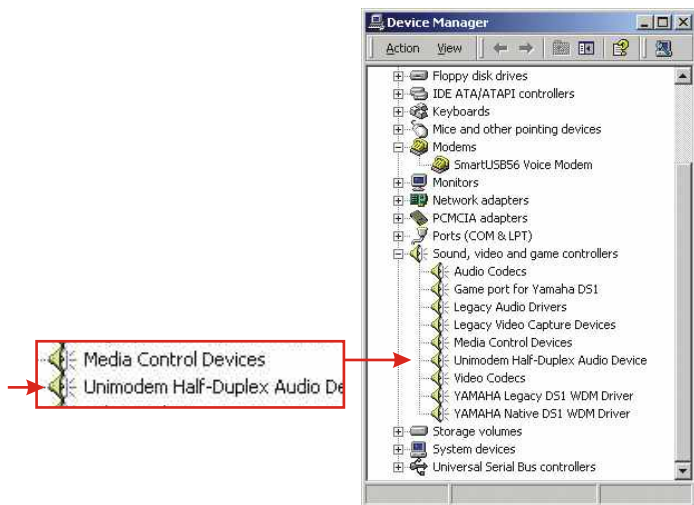 Device Manager
Action View
Floppy disk drives
IDE ATA/ATAPI controllers
Keyboards
Mice and other pointing devices
Modems
SmartUSB56 Voice Modem
Monitors
Network adapters
PCMCIA adapters
Ports (COM & LPT)
Sound, video and game controllers
Audio Codecs
Game port for Yamaha DS1
Legacy Audio Drivers
Legacy Video Capture Devices
Media Control Devices
Unimodem Half-Duplex Audio Device
Video Codecs
YAMAHA Legacy DS1 WDM Driver
YAMAHA Native DS1 WDM Driver
Storage volumes
System devices
Universal Serial Bus controllers
Media Control Devices
Unimodem Half-Duplex Audio De